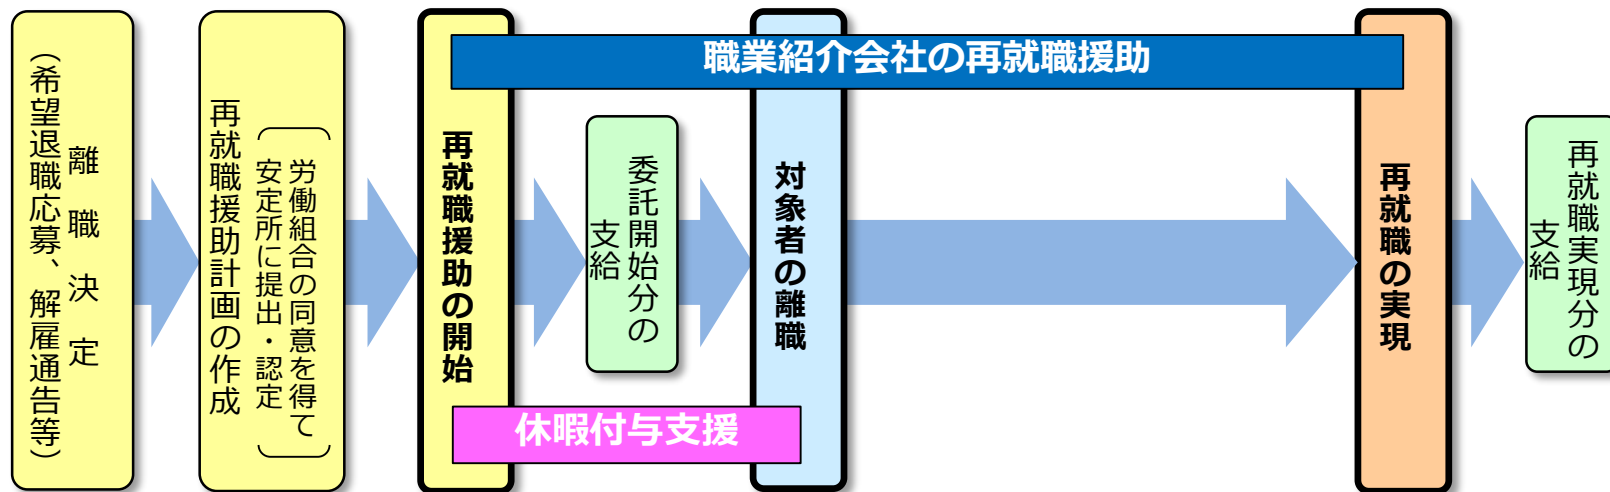 離職決定
（希望退職応募、解雇通告等）
再就職援助計画の作成
労働組合の同意を得て
安定所に提出・認定
職業紹介会社の再就職援助
再就職援助の開始
委託開始分の
支給
休暇付与支援
対象者の離職
再就職の実現
再就職実現分の
支給